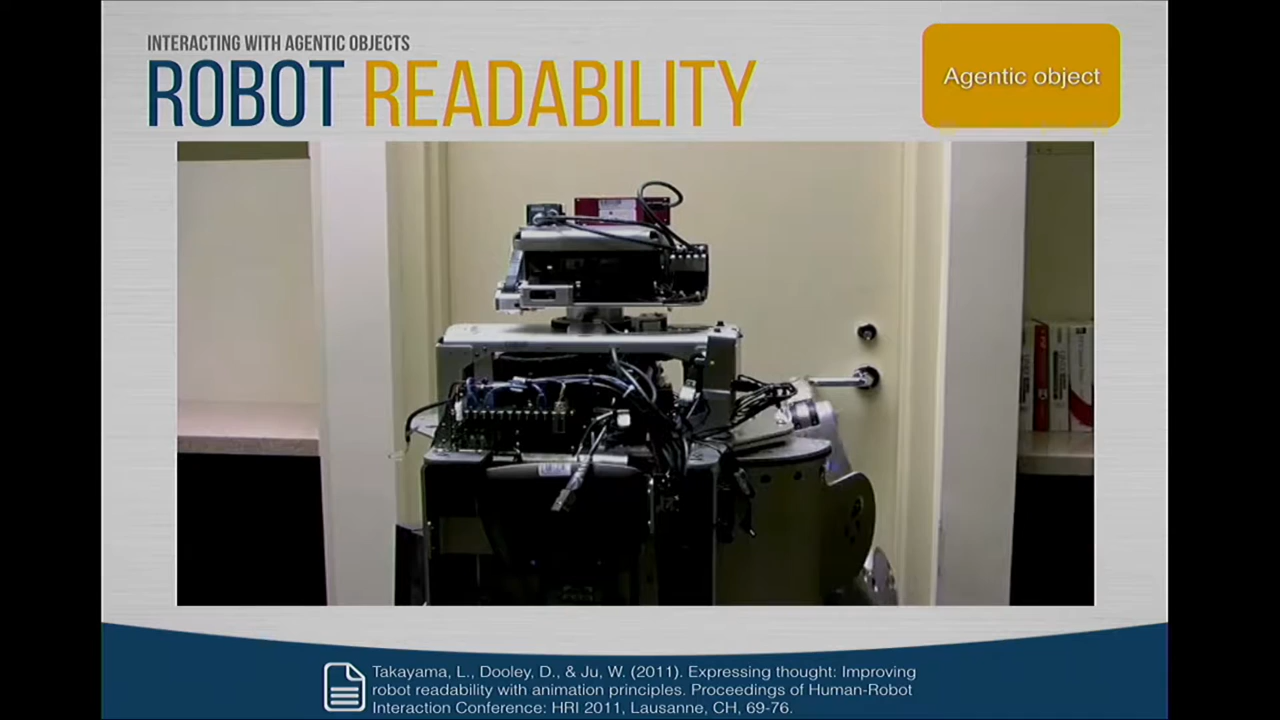 INTERACTING WITH AGENTIC OBJECTS
ROBOT READABILITY
Agentic object
Takayama, L., Dooley, D., & Ju, W. (2011). Expressing thought: Improving
robot readability with animation principles. Proceedings of Human-Robot
Interaction Conference: HRI 2011, Lausanne, CH, 69-76.